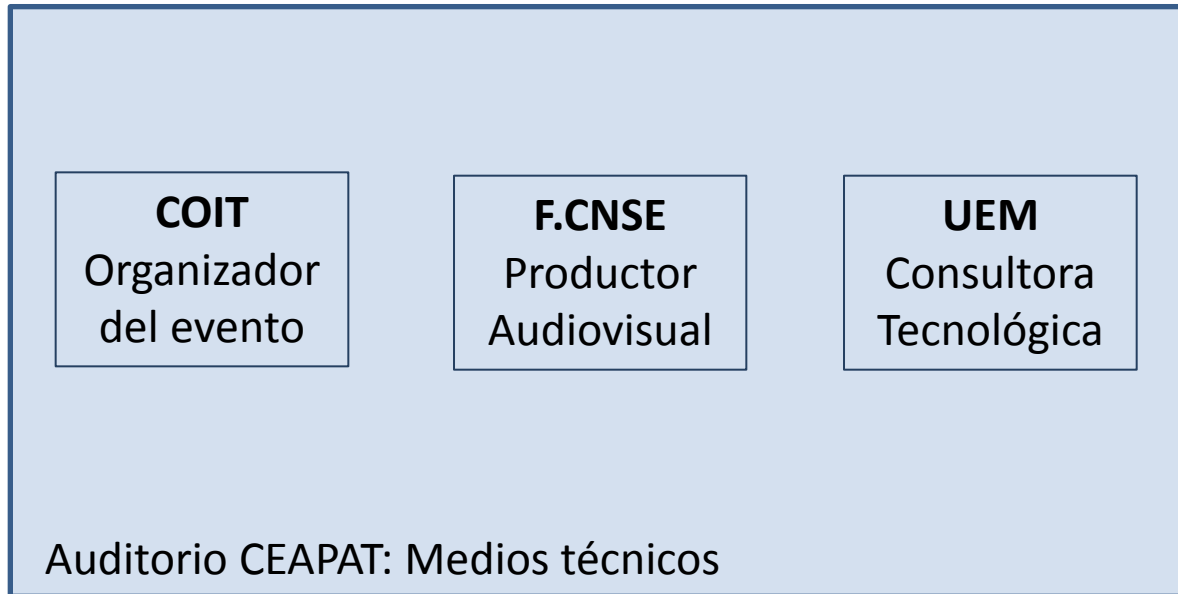 COIT
Organizador
del evento
F.CNSE
Productor
Audiovisual
UEM
Consultora
Tecnológica
Auditorio CEAPAT: Medios técnicos